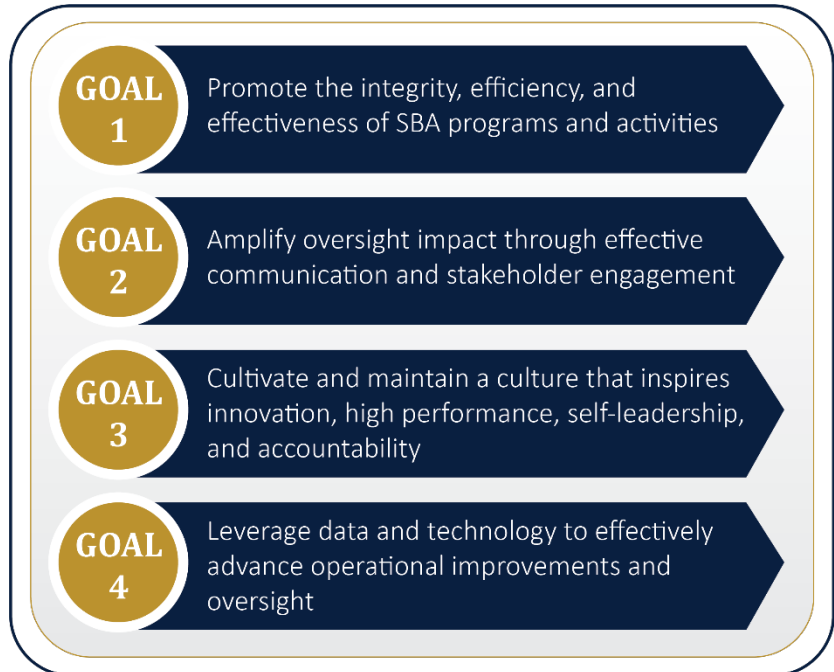 GOAL
1
Promote the integrity, efficiency, and
effectiveness of SBA programs and activities
GOAL
2
Amplify oversight impact through effective
communication and stakeholder engagement
GOAL
3
Cultivate and maintain a culture that inspires
innovation, high performance, self-leadership,
and accountability
GOAL
4
Leverage data and technology to effectively
advance operational improvements and
oversight